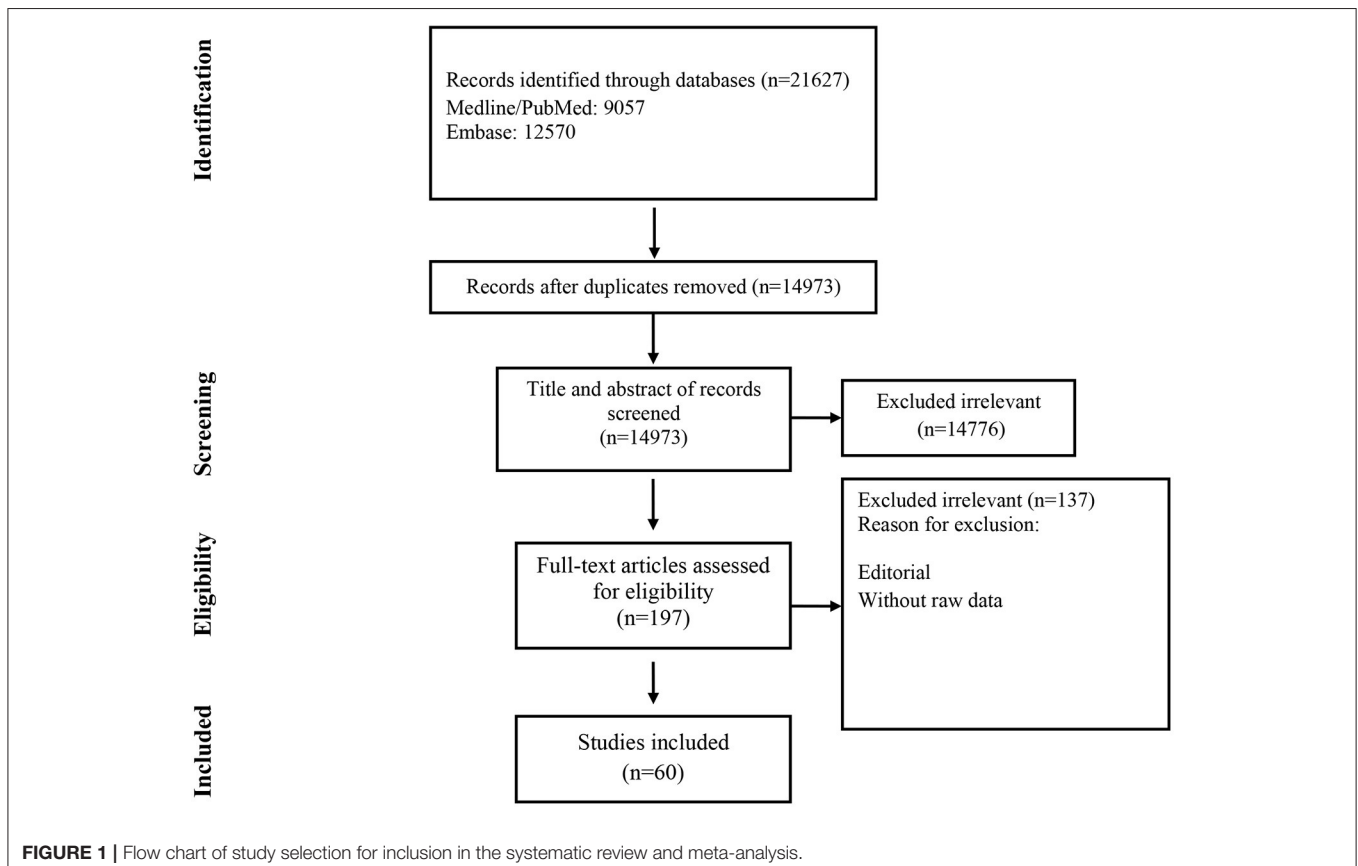 Identification
Records identified through databases (n=21627)
Medline/PubMed: 9057
Embase: 12570
Records after duplicates removed (n=14973)
Screening
Title and abstract of records
screened
(n=14973)
Excluded irrelevant
(n=14776)
Eligibility
Full-text articles assessed
for eligibility
(n=197)
Excluded irrelevant (n=137)
Reason for exclusion:
Editorial
Without raw data
Included
Studies included
(n=60)
FIGURE 1 | Flow chart of study selection for inclusion in the systematic review and meta-analysis.